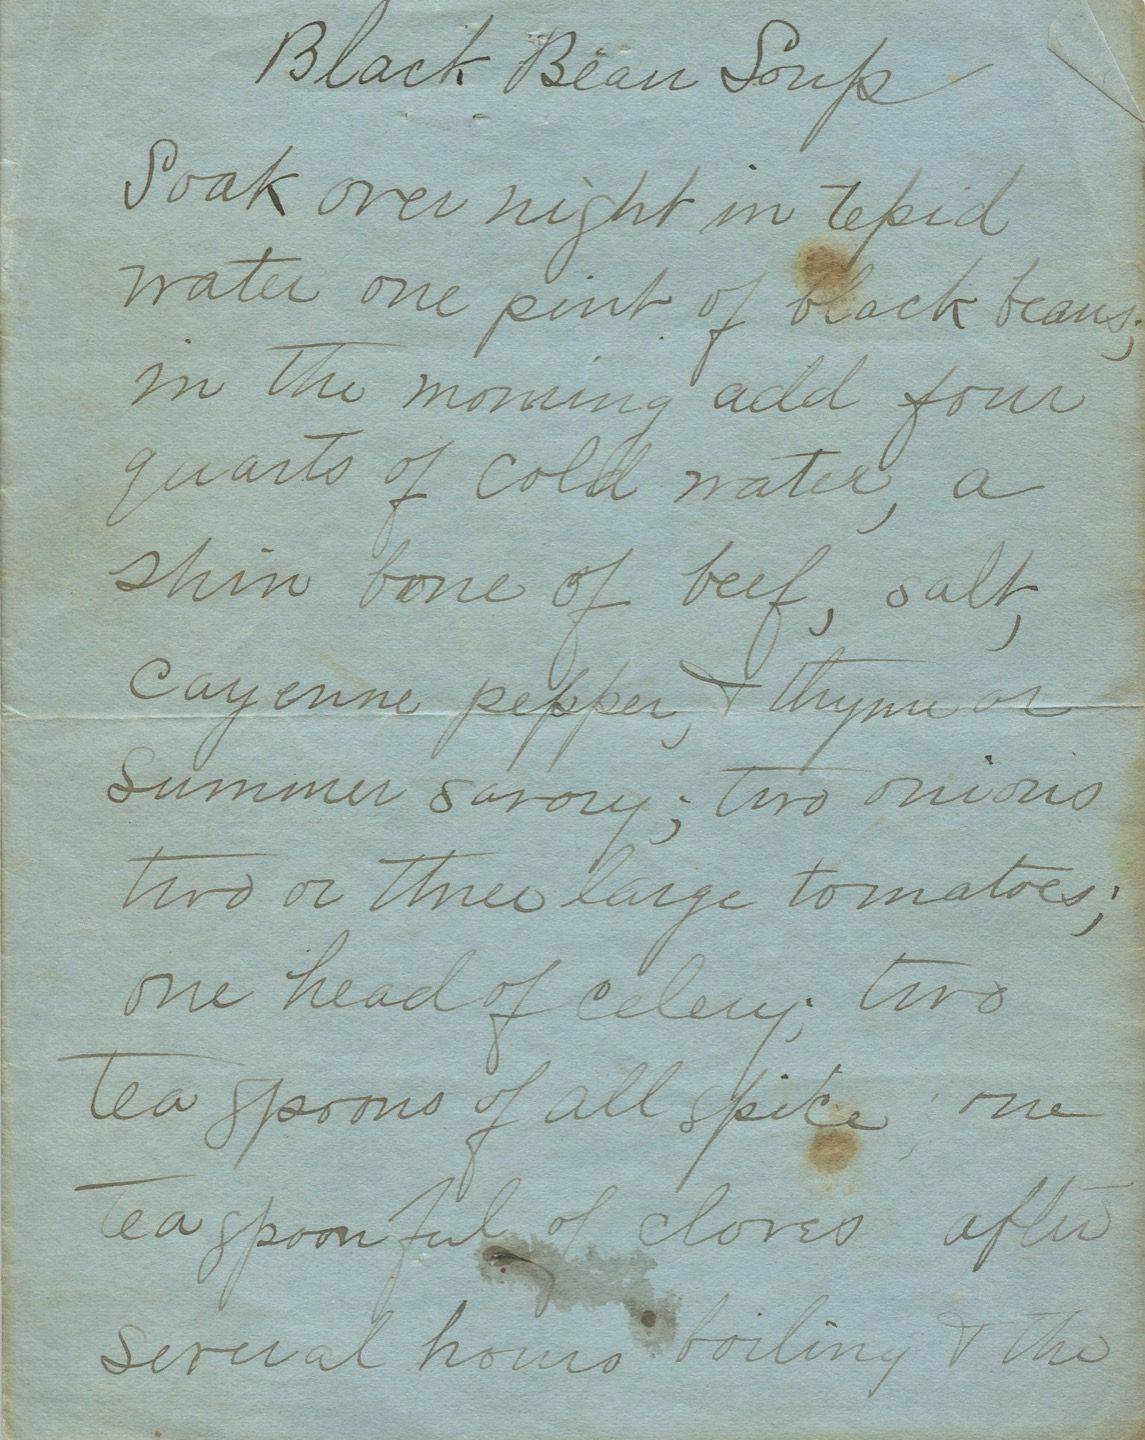 Black Bean Soup
Soak over night in tepid
water one pint of black beans;
in the morning add four
quarts of cold water, a
shin bone of beef, salt,
cayenne pepper, & thyme or
summer savory; two onions
two or three large tomatoes;
one head of celery; two
tea spoons of all spice; one
tea spoon ful of cloves after
several hours boiling & the